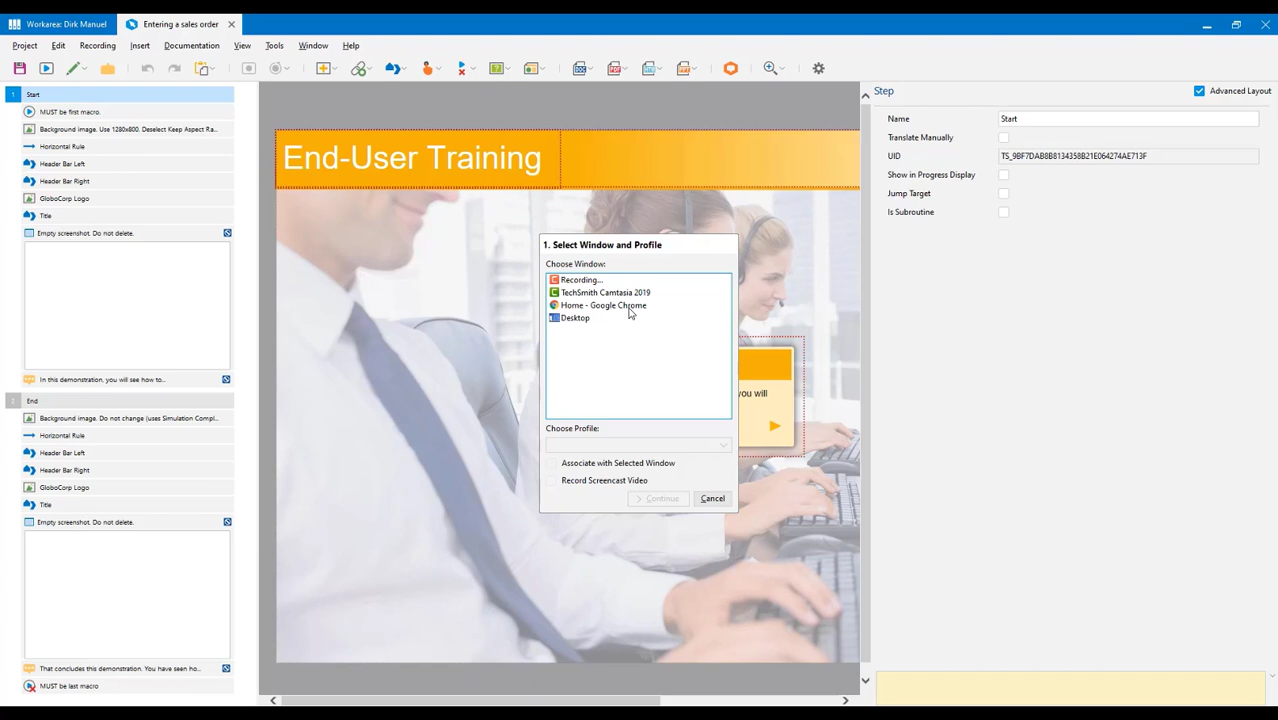 Workarea: Dirk Manuel
Entering a sales order
Project Edit Recording Insert Documentation View Tools Window Help
1 Start
MUST be first macro.
Background image. Use 1280x800. Deselect Keep Aspect Ra...
Horizontal Rule
Header Bar Left
Header Bar Right
GloboCorp Logo
Title
Empty screenshot. Do not delete.
In this demonstration, you will see how to...
2 End
Background image. Do not change (uses Simulation Compl...
Horizontal Rule
Header Bar Left
Header Bar Right
GloboCorp Logo
Title
Empty screenshot. Do not delete.
That concludes this demonstration. You have seen ho...
MUST be last macro
End-User Training
you will
1. Select Window and Profile
Choose Window:
Recording...
TechSmith Camtasia 2019
Home - Google Chrome
Desktop
Choose Profile:
Associate with Selected Window
Record Screencast Video
> Continue
Cancel
Step
Advanced Layout
Name Start
Translate Manually
UID TS_9BF7DAB8B8134358B21E064274AE713F
Show in Progress Display
Jump Target
Is Subroutine